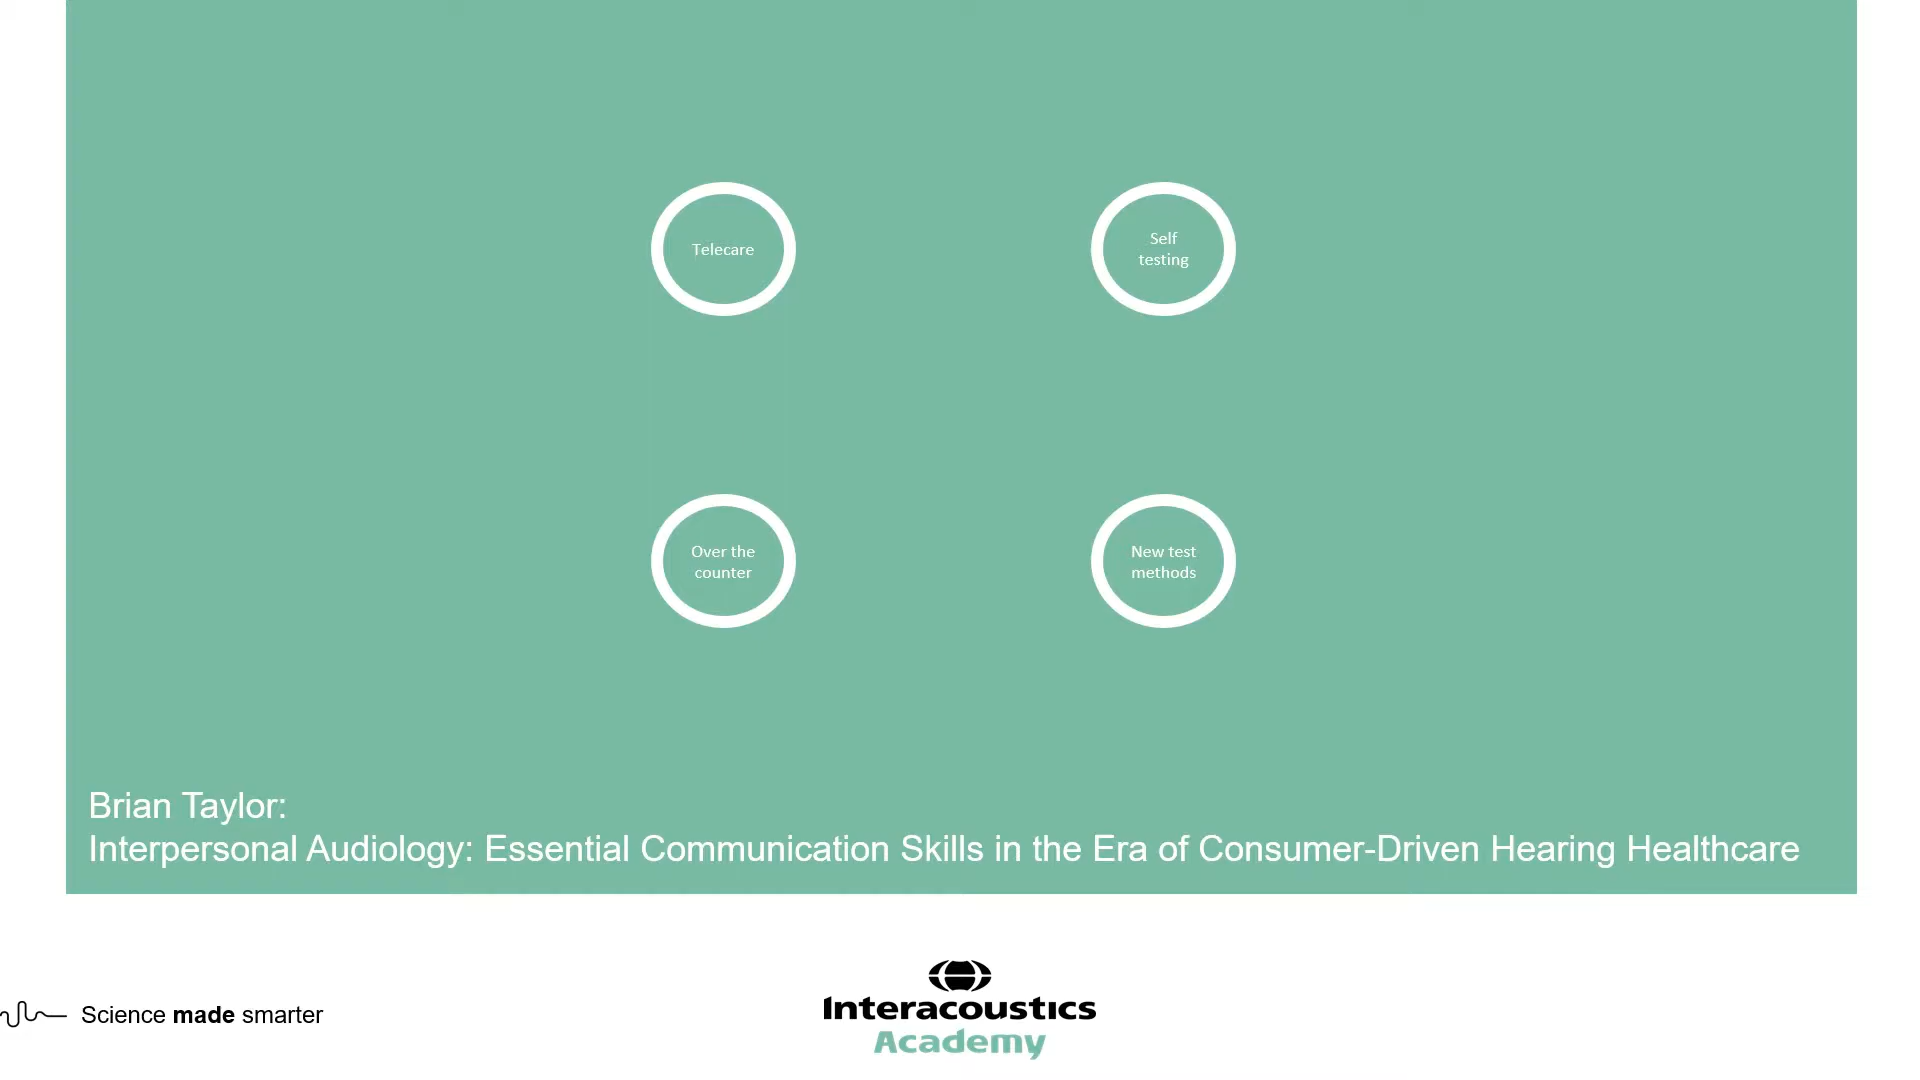 Telecare
Self
testing
Over the
counter
New test
methods
Brian Taylor:
Interpersonal Audiology: Essential Communication Skills in the Era of Consumer-Driven Hearing Healthcare
Science made smarter
Interacoustics
Academy